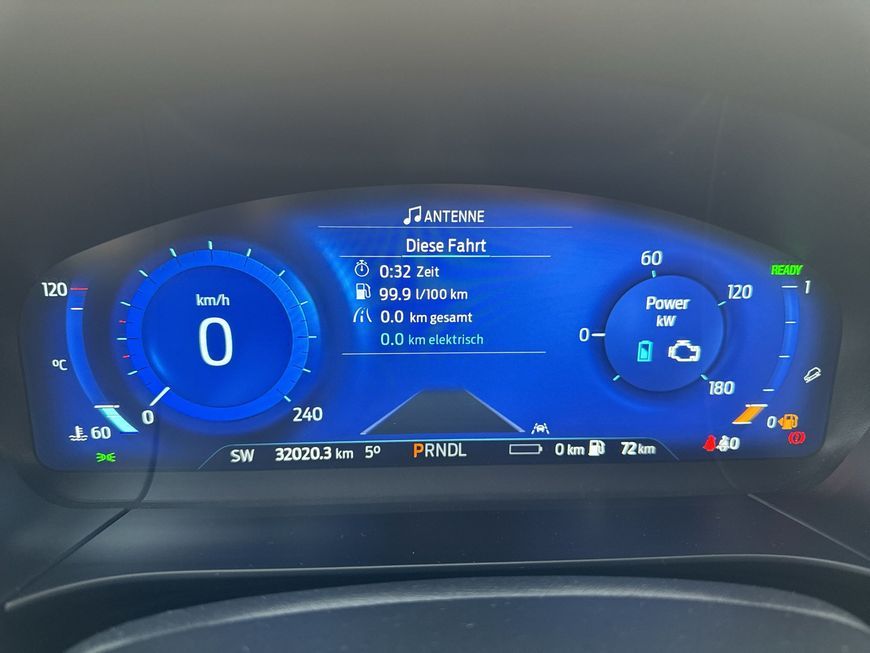 ANTENNE
Diese Fahrt
0:32 Zeit
99.9 l/100 km
0.0 km gesamt
0.0 km elektrisch
120
ºC
60
km/h
0
0
240
60
0
120
Power
kW
180
READY
1
0
SW 32020.3 km 5º PRNDL 0 km 72 km